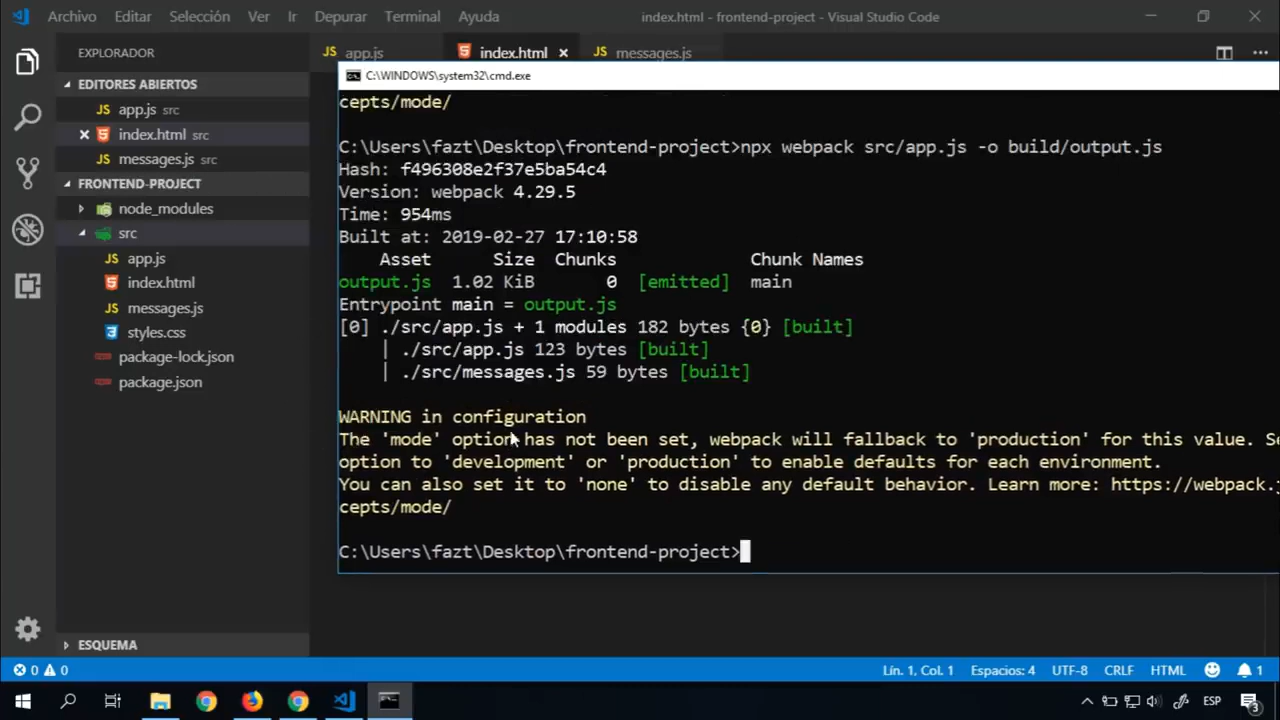 Archivo Editar Selección Ver Ir Depurar Terminal Ayuda index.html - frontend-project - Visual Studio Code
EXPLORADOR
JS app.js index.html JS messages.js
EDITORES ABIERTOS
JS app.js src
index.html src
JS messages.js src
FRONTEND-PROJECT
node_modules
src
JS app.js
index.html
JS messages.js
styles.css
package-lock.json
package.json
ESQUEMA
C:\WINDOWS\system32\cmd.exe
cepts/mode/
C:\Users\fazt\Desktop\frontend-project>npx webpack src/app.js -o build/output.js
Hash: f496308e2f37e5ba54c4
Version: webpack 4.29.5
Time: 954ms
Built at: 2019-02-27 17:10:58
Asset Size Chunks Chunk Names
output.js 1.02 KiB 0 [emitted] main
Entrypoint main = output.js
[0] ./src/app.js + 1 modules 182 bytes {0} [built]
| ./src/app.js 123 bytes [built]
| ./src/messages.js 59 bytes [built]
WARNING in configuration
The 'mode' option has not been set, webpack will fallback to 'production' for this value. Se
option to 'development' or 'production' to enable defaults for each environment.
You can also set it to 'none' to disable any default behavior. Learn more: https://webpack.j
cepts/mode/
C:\Users\fazt\Desktop\frontend-project>
0 0 Lín. 1, Col. 1 Espacios: 4 UTF-8 CRLF HTML 1
ESP 3